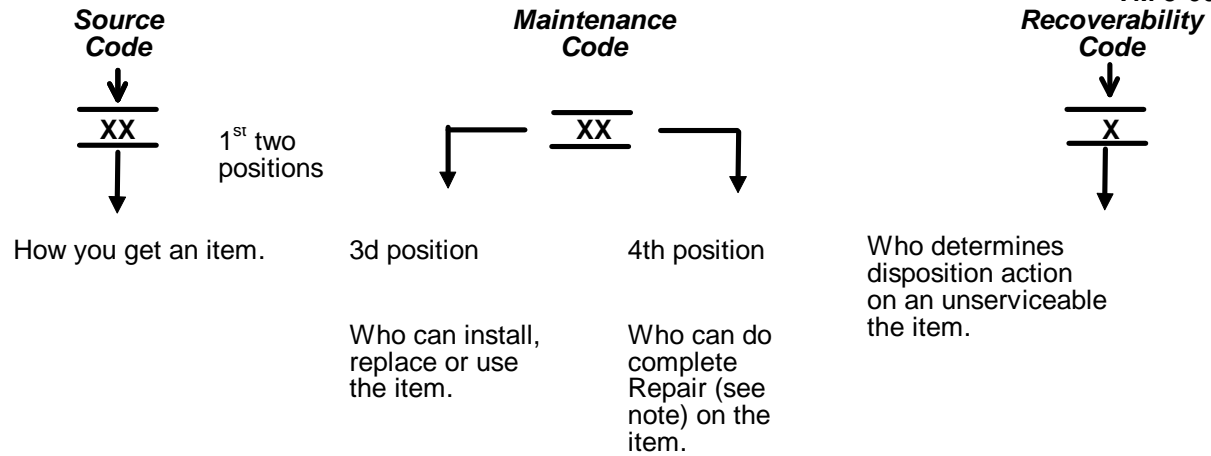 Source
Code
XX
1st two
positions
How you get an item.
Maintenance
Code
XX
3d position
4th position
Who can install,
replace or use
the item.
Who can do
complete
Repair (see
note) on the
item.
Recoverability
Code
X
Who determines
disposition action
on an unserviceable
the item.